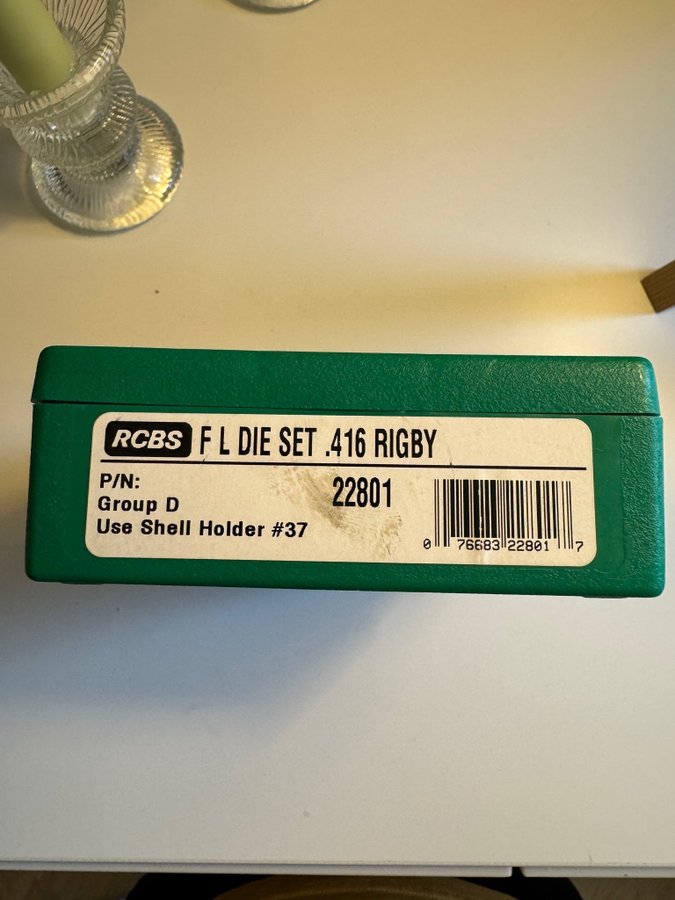 RCBS F L DIE SET .416 RIGBY
P/N: 22801
Group D
Use Shell Holder #37
0 76683 22801 7